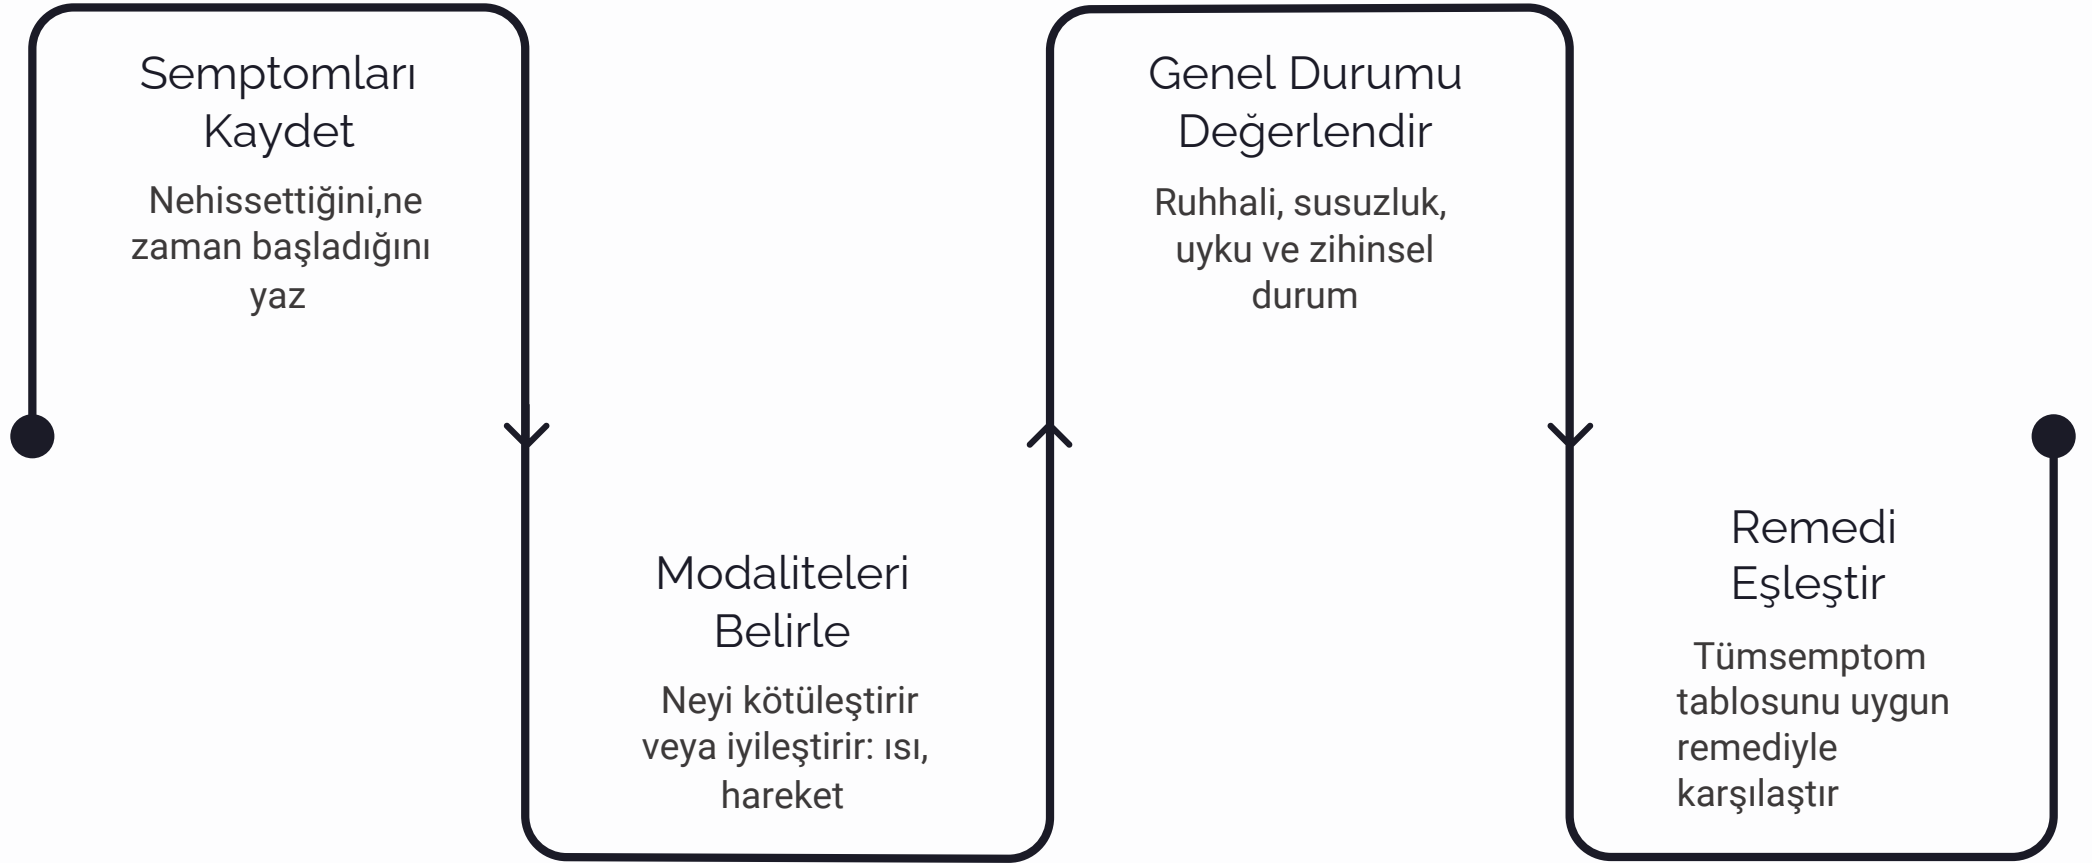 Semptomları
Kaydet
Nehissettiğini,ne
zaman başladığını
yaz
Modaliteleri
Belirle
Neyi kötüleştirir
veya iyileştirir: ısı,
hareket
Genel Durumu
Değerlendir
Ruhhali, susuzluk,
uyku ve zihinsel
durum
Remedi
Eşleştir
Tümsemptom
tablosunu uygun
remediyle
karşılaştır